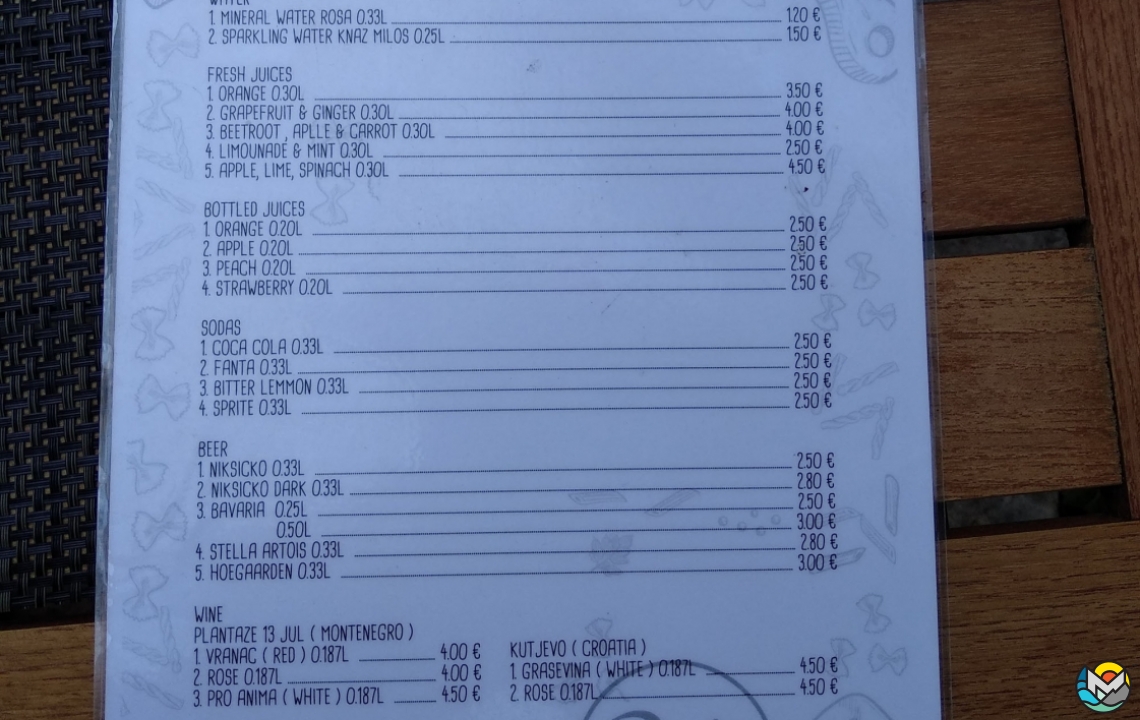 WATER
1. MINERAL WATER ROSA 0.33L 1.20 €
2. SPARKLING WATER KNAZ MILOS 0.25L 1.50 €
FRESH JUICES
1. ORANGE 0.30L 3.50 €
2. GRAPEFRUIT & GINGER 0.30L 4.00 €
3. BEETROOT , APLLE & CARROT 0.30L 4.00 €
4. LIMOUNADE & MINT 0.30L 2.50 €
5. APPLE, LIME, SPINACH 0.30L 4.50 €
BOTTLED JUICES
1. ORANGE 0.20L 2.50 €
2. APPLE 0.20L 2.50 €
3. PEACH 0.20L 2.50 €
4. STRAWBERRY 0.20L 2.50 €
SODAS
1. COCA COLA 0.33L 2.50 €
2. FANTA 0.33L 2.50 €
3. BITTER LEMMON 0.33L 2.50 €
4. SPRITE 0.33L 2.50 €
BEER
1. NIKSICKO 0.33L 2.50 €
2. NIKSICKO DARK 0.33L 2.80 €
3. BAVARIA 0.25L 2.50 €
0.50L 3.00 €
4. STELLA ARTOIS 0.33L 2.80 €
5. HOEGAARDEN 0.33L 3.00 €
WINE
PLANTAZE 13 JUL ( MONTENEGRO )
1. VRANAC ( RED ) 0.187L 4.00 €
2. ROSE 0.187L 4.00 €
3. PRO ANIMA ( WHITE ) 0.187L 4.50 €
KUTJEVO ( CROATIA )
1. GRASEVINA ( WHITE ) 0.187L 4.50 €
2. ROSE 0.187L 4.50 €